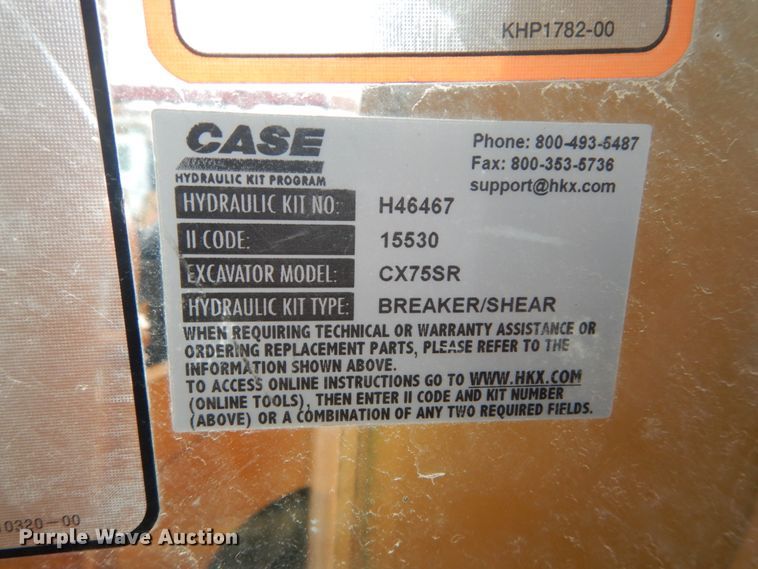 KHP1782-00
CASE
HYDRAULIC KIT PROGRAM
Phone: 800-493-5487
Fax: 800-353-5736
support@hkx.com
HYDRAULIC KIT NO: H46467
II CODE: 15530
EXCAVATOR MODEL: CX75SR
HYDRAULIC KIT TYPE: BREAKER/SHEAR
WHEN REQUIRING TECHNICAL OR WARRANTY ASSISTANCE OR
ORDERING REPLACEMENT PARTS, PLEASE REFER TO THE
INFORMATION SHOWN ABOVE.
TO ACCESS ONLINE INSTRUCTIONS GO TO WWW.HKX.COM
(ONLINE TOOLS), THEN ENTER II CODE AND KIT NUMBER
(ABOVE) OR A COMBINATION OF ANY TWO REQUIRED FIELDS.
0320-00
Purple Wave Auction